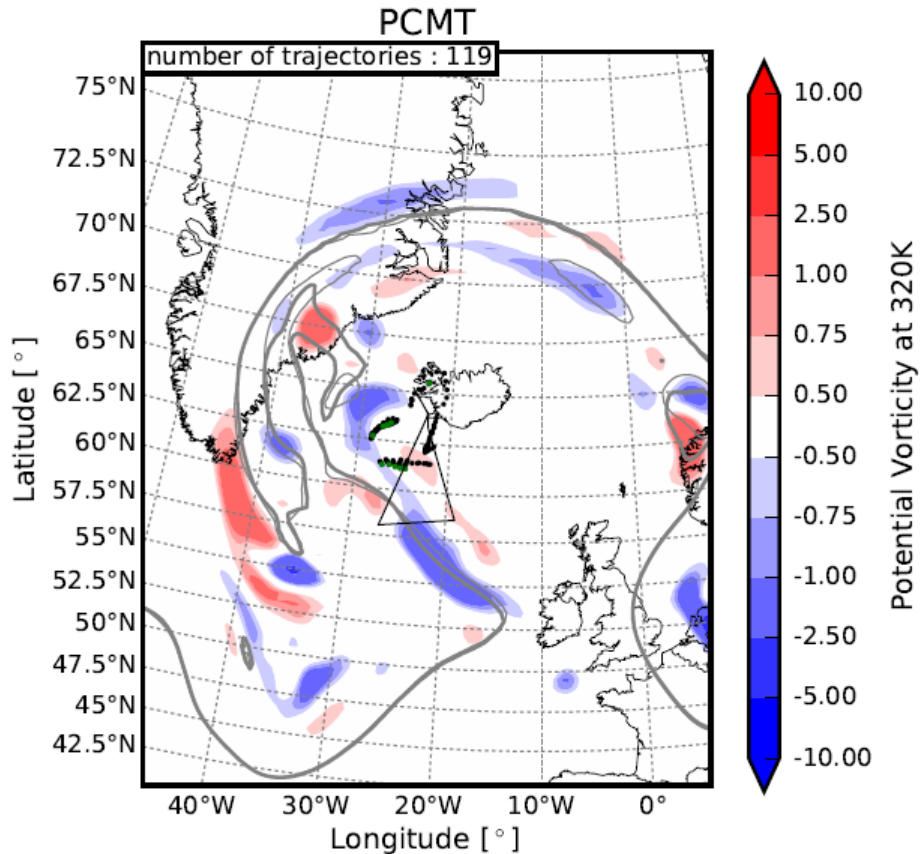 PCMT
number of trajectories : 119
75°N
72.5°N
70°N
67.5°N
65°N
62.5°N
60°N
57.5°N
55°N
52.5°N
50°N
47.5°N
45°N
42.5°N
Latitude [°]
40°W 30°W 20°W 10°W 0°
Longitude [°]
10.00
5.00
2.50
1.00
0.75
0.50
-0.50
-0.75
-1.00
-2.50
-5.00
-10.00
Potential Vorticity at 320K